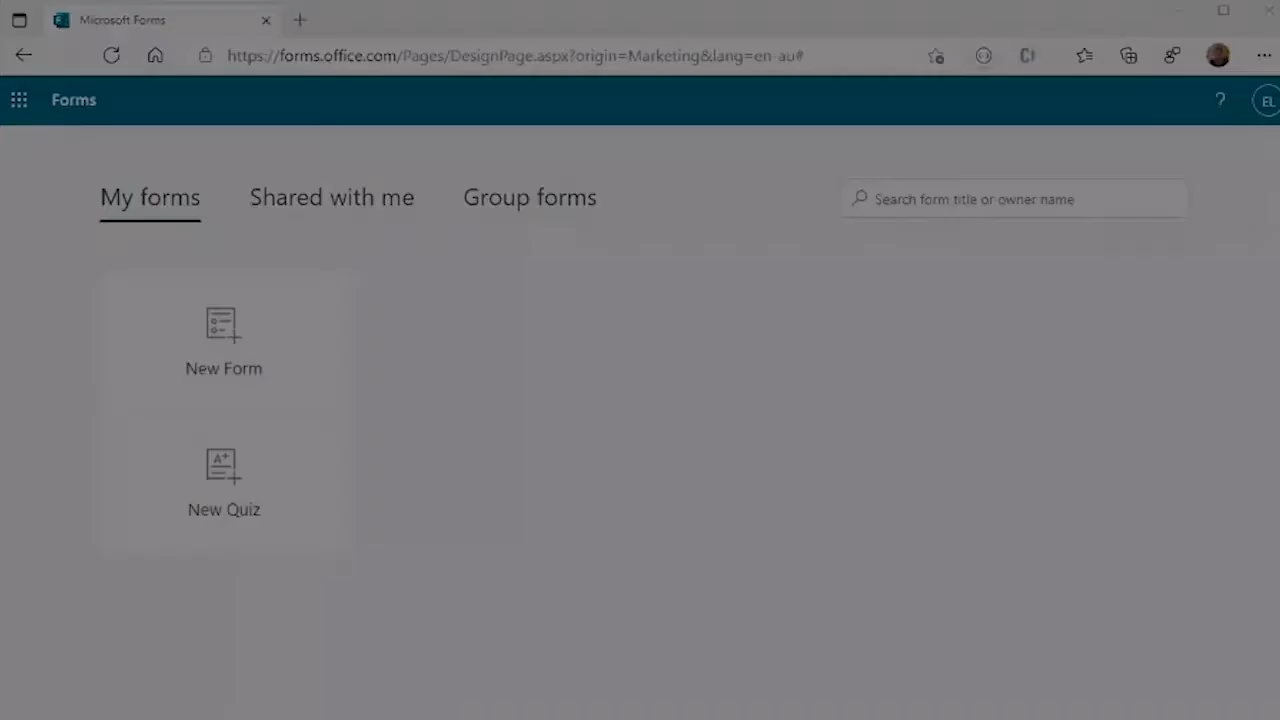 Microsoft Forms
https://forms.office.com/Pages/DesignPage.aspx?origin=Marketing&lang=en-au#
Forms
? EL
My forms Shared with me Group forms
Search form title or owner name
New Form
A+
New Quiz